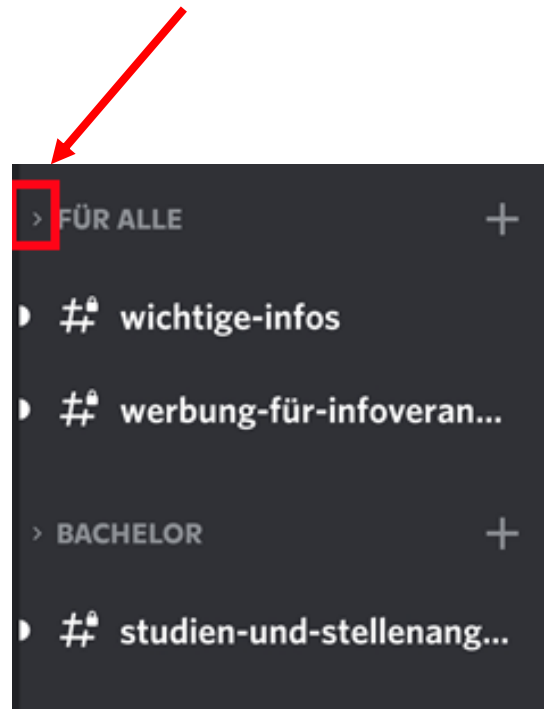 > FÜR ALLE +
# wichtige-infos
# werbung-für-infoveran...
> BACHELOR +
# studien-und-stellenang...